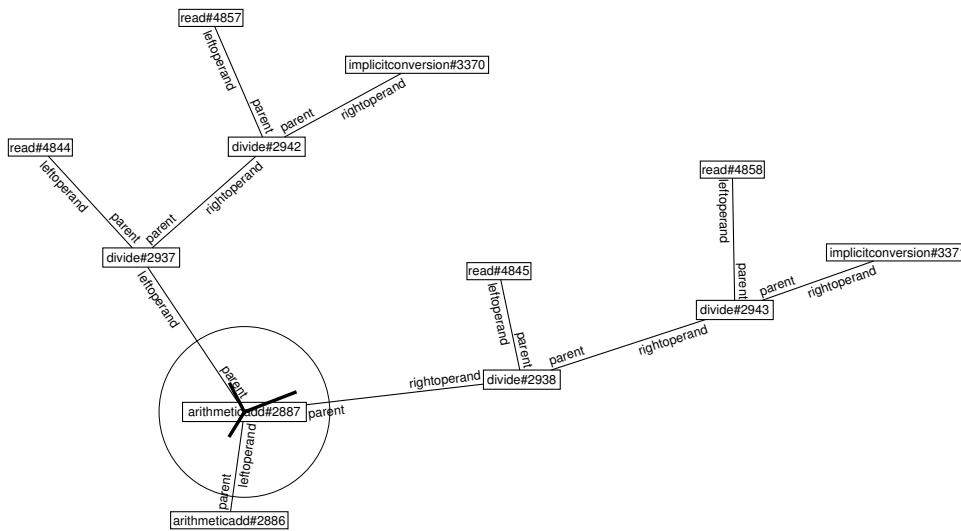 read#4857
leftoperand
parent
implicitconversion#3370
rightoperand
parent
divide#2942
read#4844
leftoperand
parent
rightoperand
parent
divide#2937
leftoperand
parent
read#4858
leftoperand
parent
implicitconversion#3371
rightoperand
parent
divide#2943
read#4845
leftoperand
parent
rightoperand
parent
divide#2938
rightoperand
parent
arithmeticadd#2887
leftoperand
parent
arithmeticadd#2886